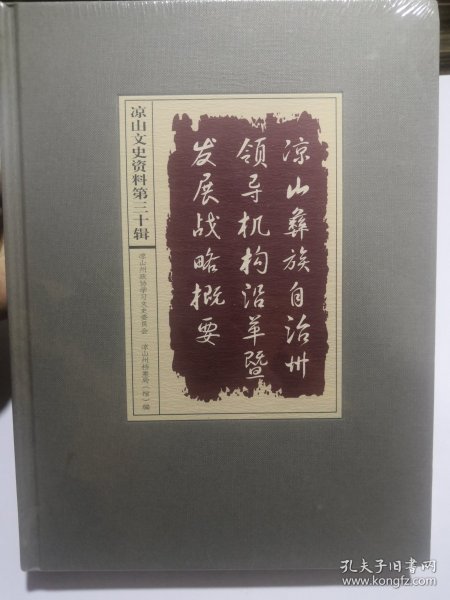 凉山彝族自治州
领导机构沿革暨
发展战略概要
凉山文史资料第三十辑
凉山州政协学习文史委员会 凉山州档案局（馆）编
孔夫子旧书网
www.kongfz.com